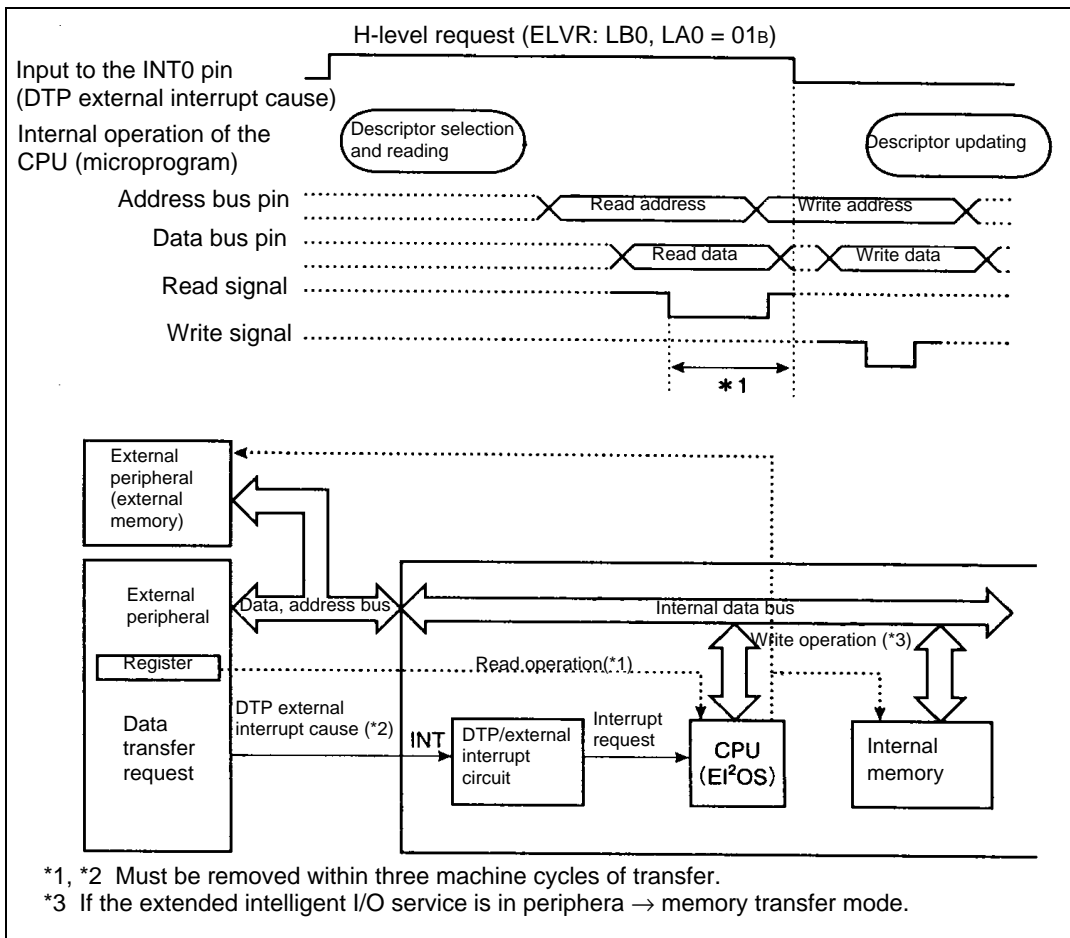 H-level request (ELVR: LB0, LA0 = 01B)
Input to the INT0 pin
(DTP external interrupt cause)
Internal operation of the
CPU (microprogram)
Descriptor selection
and reading
Descriptor updating
Address bus pin
Read address
Write address
Data bus pin
Read data
Write data
Read signal
Write signal
*1
External
peripheral
(external
memory)
External
peripheral
Data, address bus
Internal data bus
Write operation (*3)
Register
Read operation(*1)
DTP external
interrupt cause (*2)
Data
transfer
request
INT
DTP/external
interrupt
circuit
Interrupt
request
CPU
(EI²OS)
Internal
memory
*1, *2 Must be removed within three machine cycles of transfer.
*3 If the extended intelligent I/O service is in periphera → memory transfer mode.